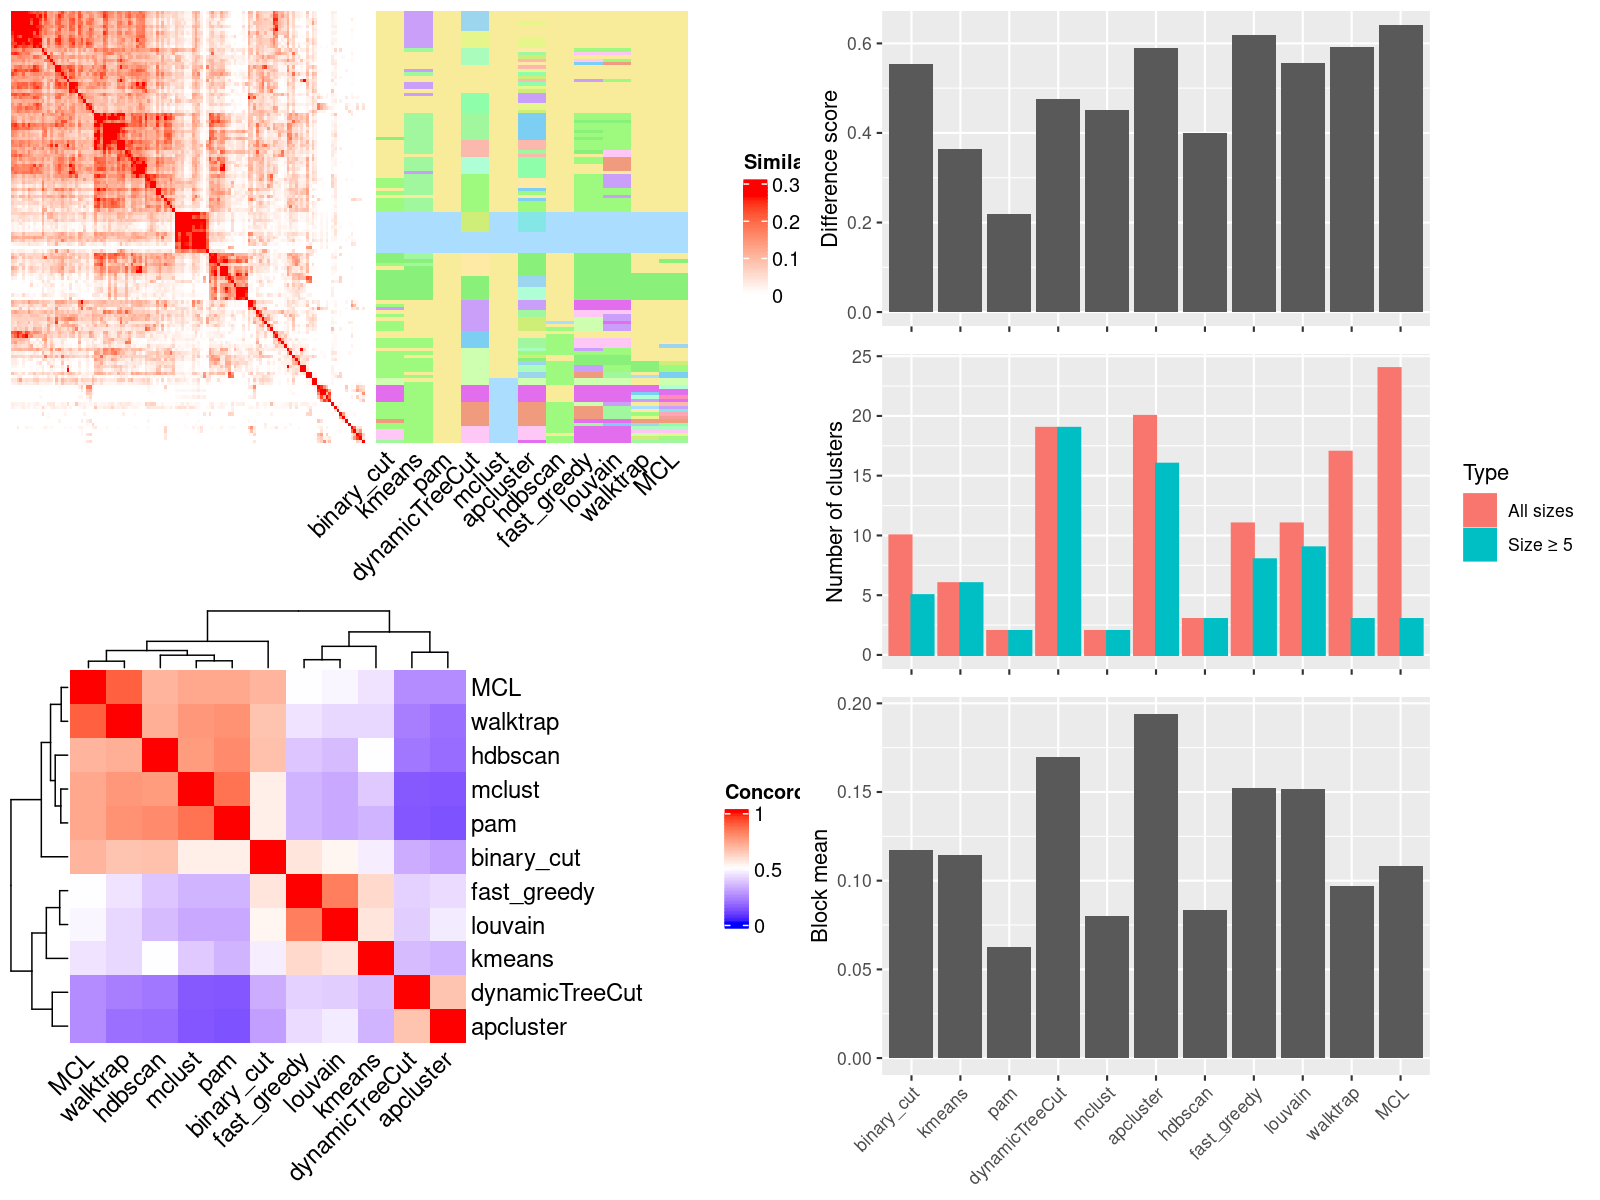 Simila
0.3
0.2
0.1
0
binary_cut
kmeans
pam
dynamicTreeCut
mclust
apcluster
hdbscan
fast_greedy
louvain
walktrap
MCL
MCL
walktrap
hdbscan
mclust
pam
binary_cut
fast_greedy
louvain
kmeans
dynamicTreeCut
apcluster
MCL
walktrap
hdbscan
mclust
pam
binary_cut
fast_greedy
louvain
kmeans
dynamicTreeCut
apcluster
Concord
1
0.5
0
Difference score
0.6
0.4
0.2
0.0
Number of clusters
25
20
15
10
5
0
Type
All sizes
Size ≥ 5
Block mean
0.20
0.15
0.10
0.05
0.00
binary_cut
kmeans
pam
dynamicTreeCut
mclust
apcluster
hdbscan
fast_greedy
louvain
walktrap
MCL